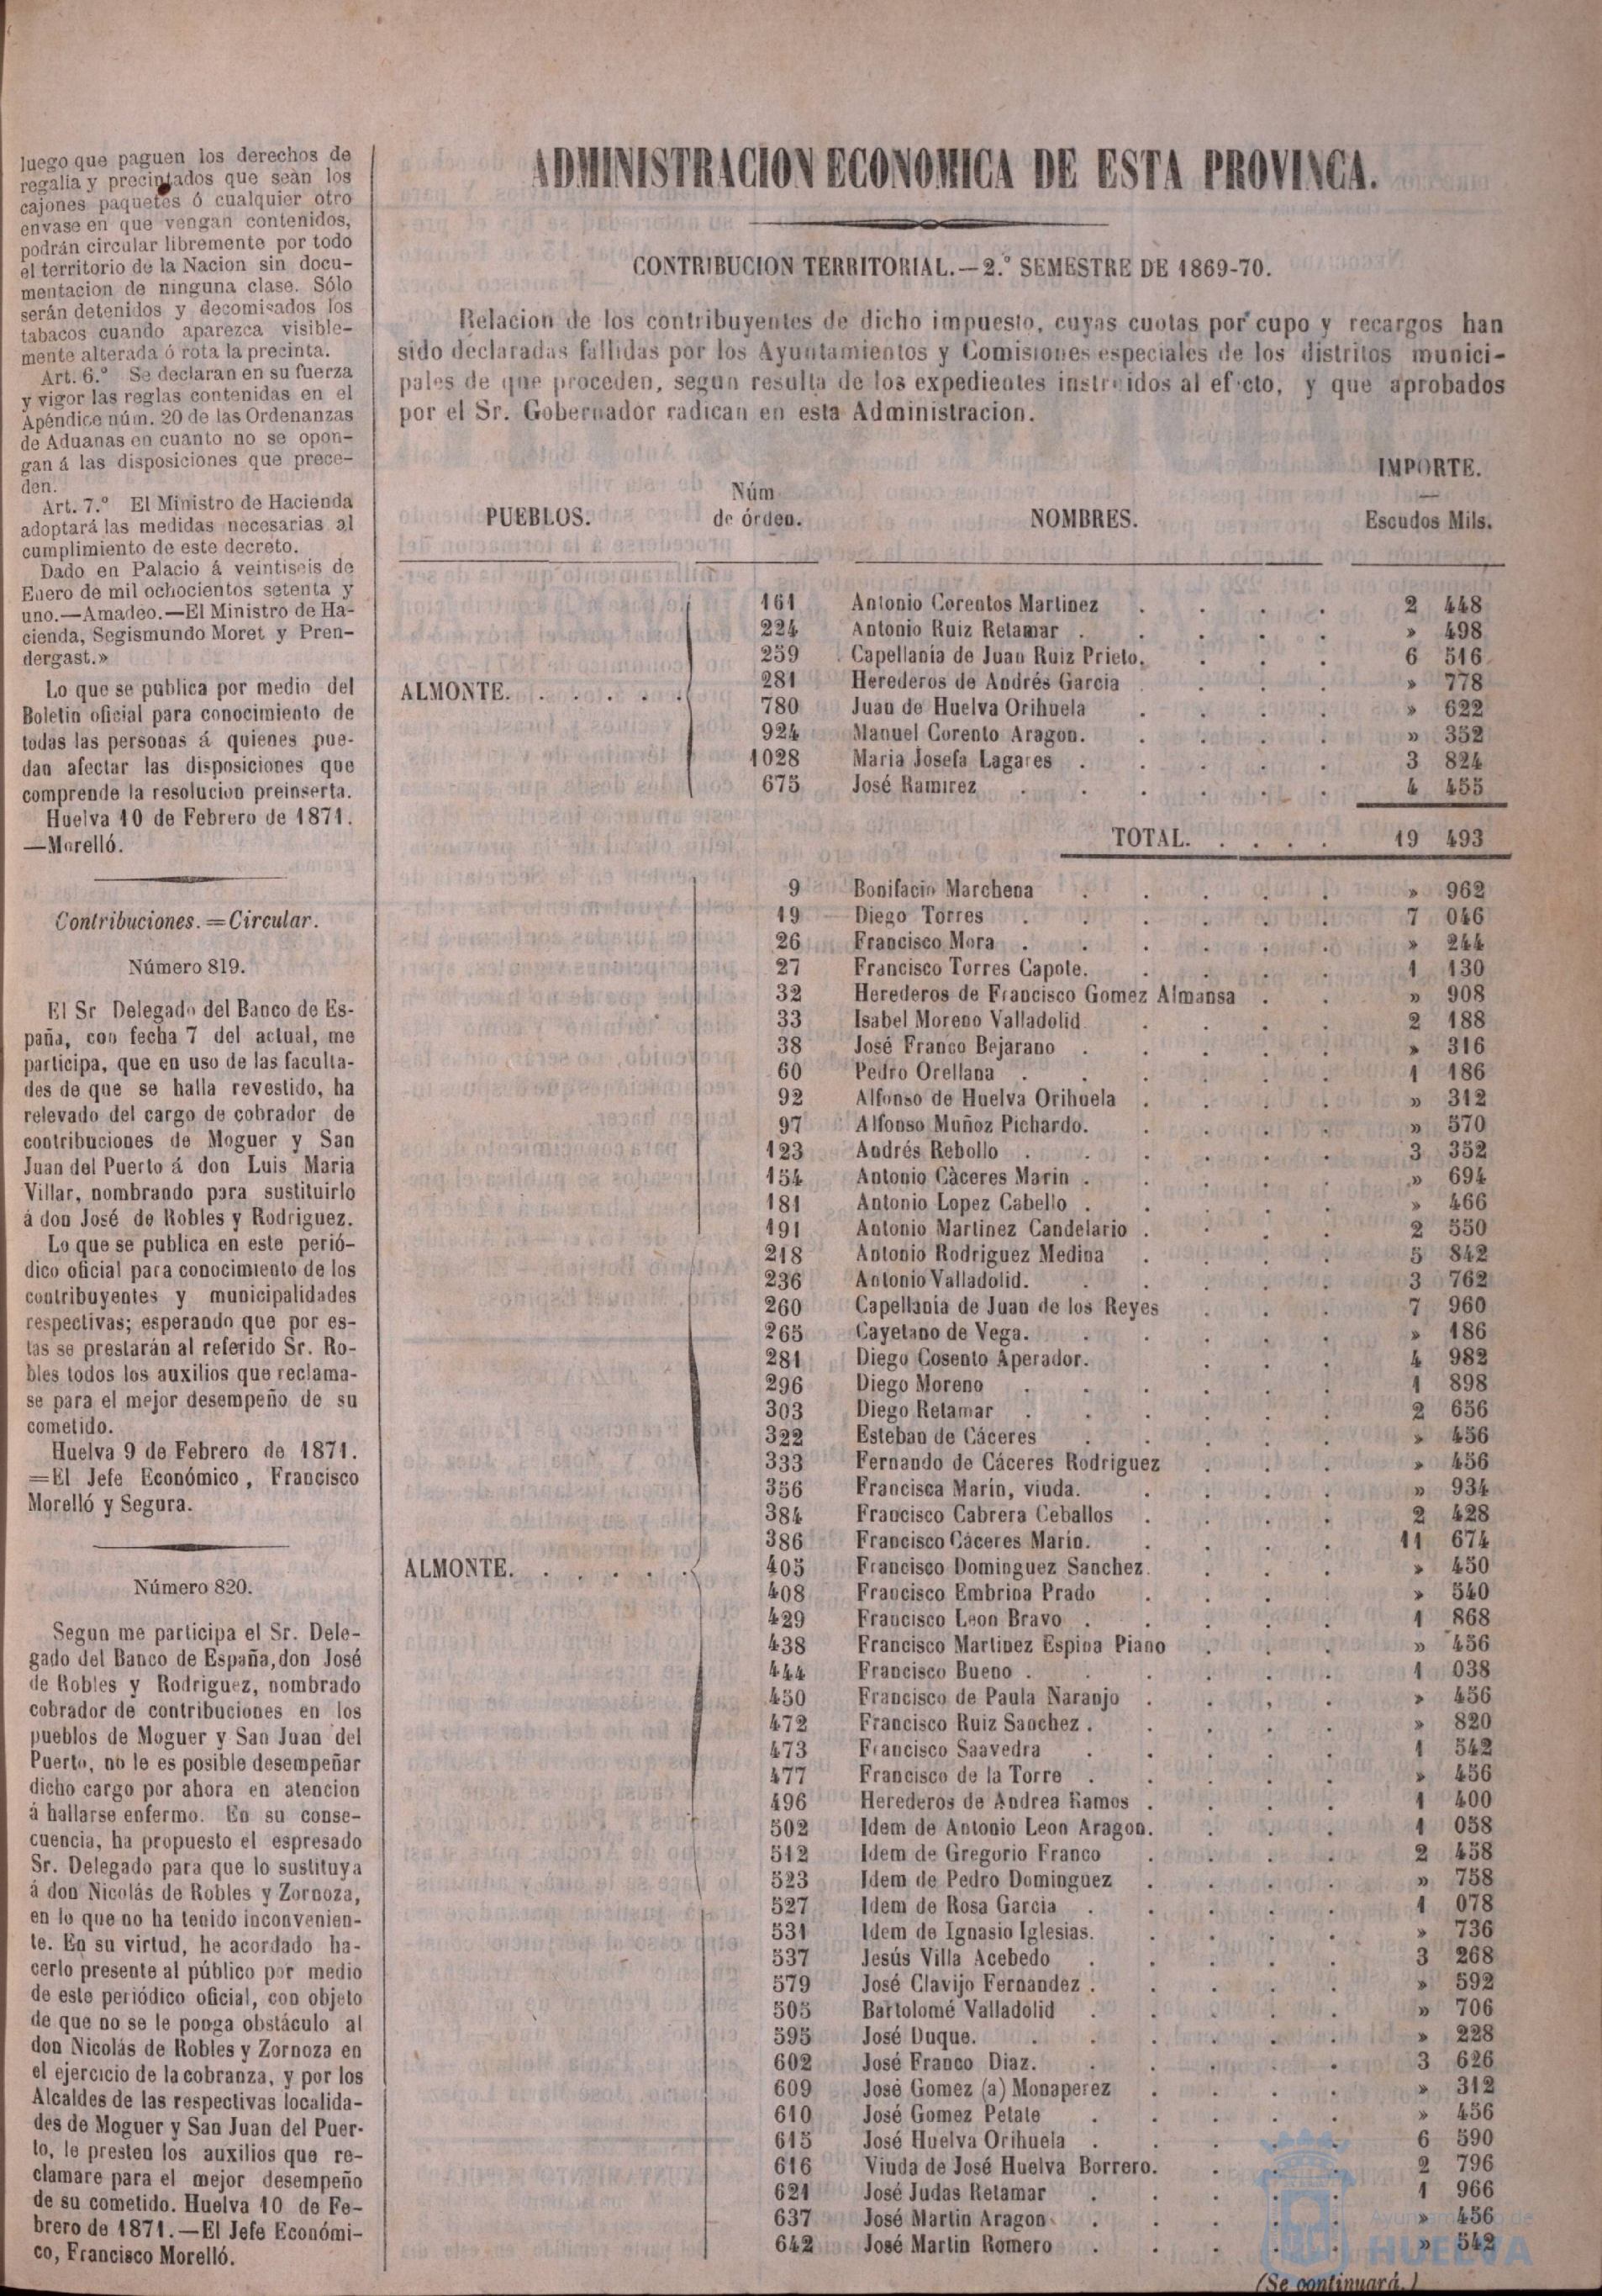 luego que paguen los derechos de
regalía y precintados que seàn los
cajones paquetes ó cualquier otro
envase en que vengan contenidos,
podrán circular libremente por todo
el territorio de la Nacion sin docu-
mentacion de ninguna clase. Sólo
serán detenidos y decomisados los
tabacos cuando aparezca visible-
mente alterada ó rota la precinta.
Art. 6.º Se declaran en su fuerza
y vigor las reglas contenidas en el
Apéndice núm. 20 de las Ordenanzas
de Aduanas en cuanto no se opon-
gan á las disposiciones que prece-
den.
Art. 7.º El Ministro de Hacienda
adoptará las medidas necesarias al
cumplimiento de este decreto.
Dado en Palacio á veintiseis de
Enero de mil ochocientos setenta y
uno.—Amadeo.—El Ministro de Ha-
cienda, Segismundo Moret y Pren-
dergast.»
Lo que se publica por medio del
Boletin oficial para conocimiento de
todas las personas á quienes pue-
dan afectar las disposiciones que
comprende la resolucion preinserta.
Huelva 10 de Febrero de 1871.
—Morelló.
Contribuciones.=Circular.
Número 819.
El Sr Delegado del Banco de Es-
paña, con fecha 7 del actual, me
participa, que en uso de las faculta-
des de que se halla revestido, ha
relevado del cargo de cobrador de
contribuciones de Moguer y San
Juan del Puerto á don Luis Maria
Villar, nombrando para sustituirlo
á don José de Robles y Rodriguez.
Lo que se publica en este perió-
dico oficial para conocimiento de los
contribuyentes y municipalidades
respectivas; esperando que por es-
tas se prestarán al referido Sr. Ro-
bles todos los auxilios que reclama-
se para el mejor desempeño de su
cometido.
Huelva 9 de Febrero de 1871.
=El Jefe Económico, Francisco
Morelló y Segura.
Número 820.
Segun me participa el Sr. Dele-
gado del Banco de España, don José
de Robles y Rodriguez, nombrado
cobrador de contribuciones en los
pueblos de Moguer y San Juan del
Puerto, no le es posible desempeñar
dicho cargo por ahora en atencion
á hallarse enfermo. En su conse-
cuencia, ha propuesto el espresado
Sr. Delegado para que lo sustituya
á don Nicolás de Robles y Zornoza,
en lo que no ha tenido inconvenien-
te. En su virtud, he acordado ha-
cerlo presente al público por medio
de este periódico oficial, con objeto
de que no se le ponga obstáculo al
don Nicolás de Robles y Zornoza en
el ejercicio de la cobranza, y por los
Alcaldes de las respectivas localida-
des de Moguer y San Juan del Puer-
to, le presten los auxilios que re-
clamare para el mejor desempeño
de su cometido. Huelva 10 de Fe-
brero de 1871.—El Jefe Económi-
co, Francisco Morelló.
ADMINISTRACION ECONOMICA DE ESTA PROVINCA.
CONTRIBUCION TERRITORIAL.—2.º SEMESTRE DE 1869-70.
Relacion de los contribuyentes de dicho impuesto, cuyas cuotas por cupo y recargos han
sido declaradas fallidas por los Ayuntamientos y Comisiones especiales de los distritos munici-
pales de que proceden, segun resulta de los expedientes instruidos al efecto, y que aprobados
por el Sr. Gobernador radican en esta Administracion.
IMPORTE.
PUEBLOS. Núm de órden. NOMBRES. Escudos Mils.
161 Antonio Corentos Martinez . . . . 2 448
224 Antonio Ruiz Retamar . . . . . » 498
259 Capellanía de Juan Ruiz Prieto. . . . 6 516
ALMONTE. . . . . . 281 Herederos de Andrés Garcia . . . . » 778
780 Juan de Huelva Orihuela . . . . » 622
924 Manuel Corento Aragon. . . . . » 352
1028 Maria Josefa Lagares . . . . . 3 824
675 José Ramirez . . . . . . 4 455
TOTAL. . . . . 19 493
9 Bonifacio Marchena . . . . . » 962
19 Diego Torres . . . . . . 7 046
26 Francisco Mora . . . . . . » 244
27 Francisco Torres Capote. . . . . 1 130
32 Herederos de Francisco Gomez Almansa . . » 908
33 Isabel Moreno Valladolid . . . . 2 188
38 José Franco Bejarano . . . . . » 316
60 Pedro Orellana . . . . . . 1 186
92 Alfonso de Huelva Orihuela . . . . » 312
97 Alfonso Muñoz Pichardo. . . . . » 570
123 Andrés Rebollo . . . . . . 3 352
154 Antonio Càceres Marin . . . . . » 694
181 Antonio Lopez Cabello . . . . . » 466
191 Antonio Martinez Candelario . . . . 2 550
218 Antonio Rodriguez Medina . . . . 5 842
236 Antonio Valladolid. . . . . . 3 762
260 Capellanía de Juan de los Reyes . . . 7 960
265 Cayetano de Vega. . . . . . » 186
281 Diego Cosento Aperador. . . . 4 982
296 Diego Moreno . . . . . . 1 898
303 Diego Retamar . . . . . . 2 656
322 Esteban de Cáceres . . . . . » 456
333 Fernando de Cáceres Rodriguez . . . » 456
356 Francisca Marín, viuda. . . . . » 934
384 Francisco Cabrera Ceballos . . . . 2 428
386 Francisco Cáceres Marin. . . . . 11 674
ALMONTE. . . . . . 405 Francisco Dominguez Sanchez. . . . » 450
408 Francisco Embrina Prado . . . . » 540
429 Francisco Leon Bravo . . . . . 1 868
438 Francisco Martinez Espina Piano . . . » 456
444 Francisco Bueno . . . . . . 1 038
450 Francisco de Paula Naranjo . . . . » 456
472 Francisco Ruiz Sanchez . . . . . » 820
473 Francisco Saavedra . . . . . 1 542
477 Francisco de la Torre . . . . . » 456
496 Herederos de Andrea Ramos . . . . 1 400
502 Idem de Antonio Leon Aragon. . . . 1 058
512 Idem de Gregorio Franco . . . . 2 458
523 Idem de Pedro Dominguez . . . . » 758
527 Idem de Rosa Garcia . . . . . 1 078
531 Idem de Ignasio Iglesias. . . . . » 736
537 Jesús Villa Acebedo . . . . . 3 268
579 José Clavijo Fernandez . . . . . » 592
505 Bartolomé Valladolid . . . . . » 706
595 José Duque. . . . . . . » 228
602 José Franco Diaz. . . . . . 3 626
609 José Gomez (a) Monaperez . . . . » 312
610 José Gomez Petate . . . . . » 456
615 José Huelva Orihuela . . . . . 6 590
616 Viuda de José Huelva Borrero. . . . 2 796
621 José Judas Retamar . . . . . 1 966
637 José Martin Aragon . . . . . » 456
642 José Martin Romero . . . . . » 542
(Se continuará.)
Ayuntamiento de
HUELVA